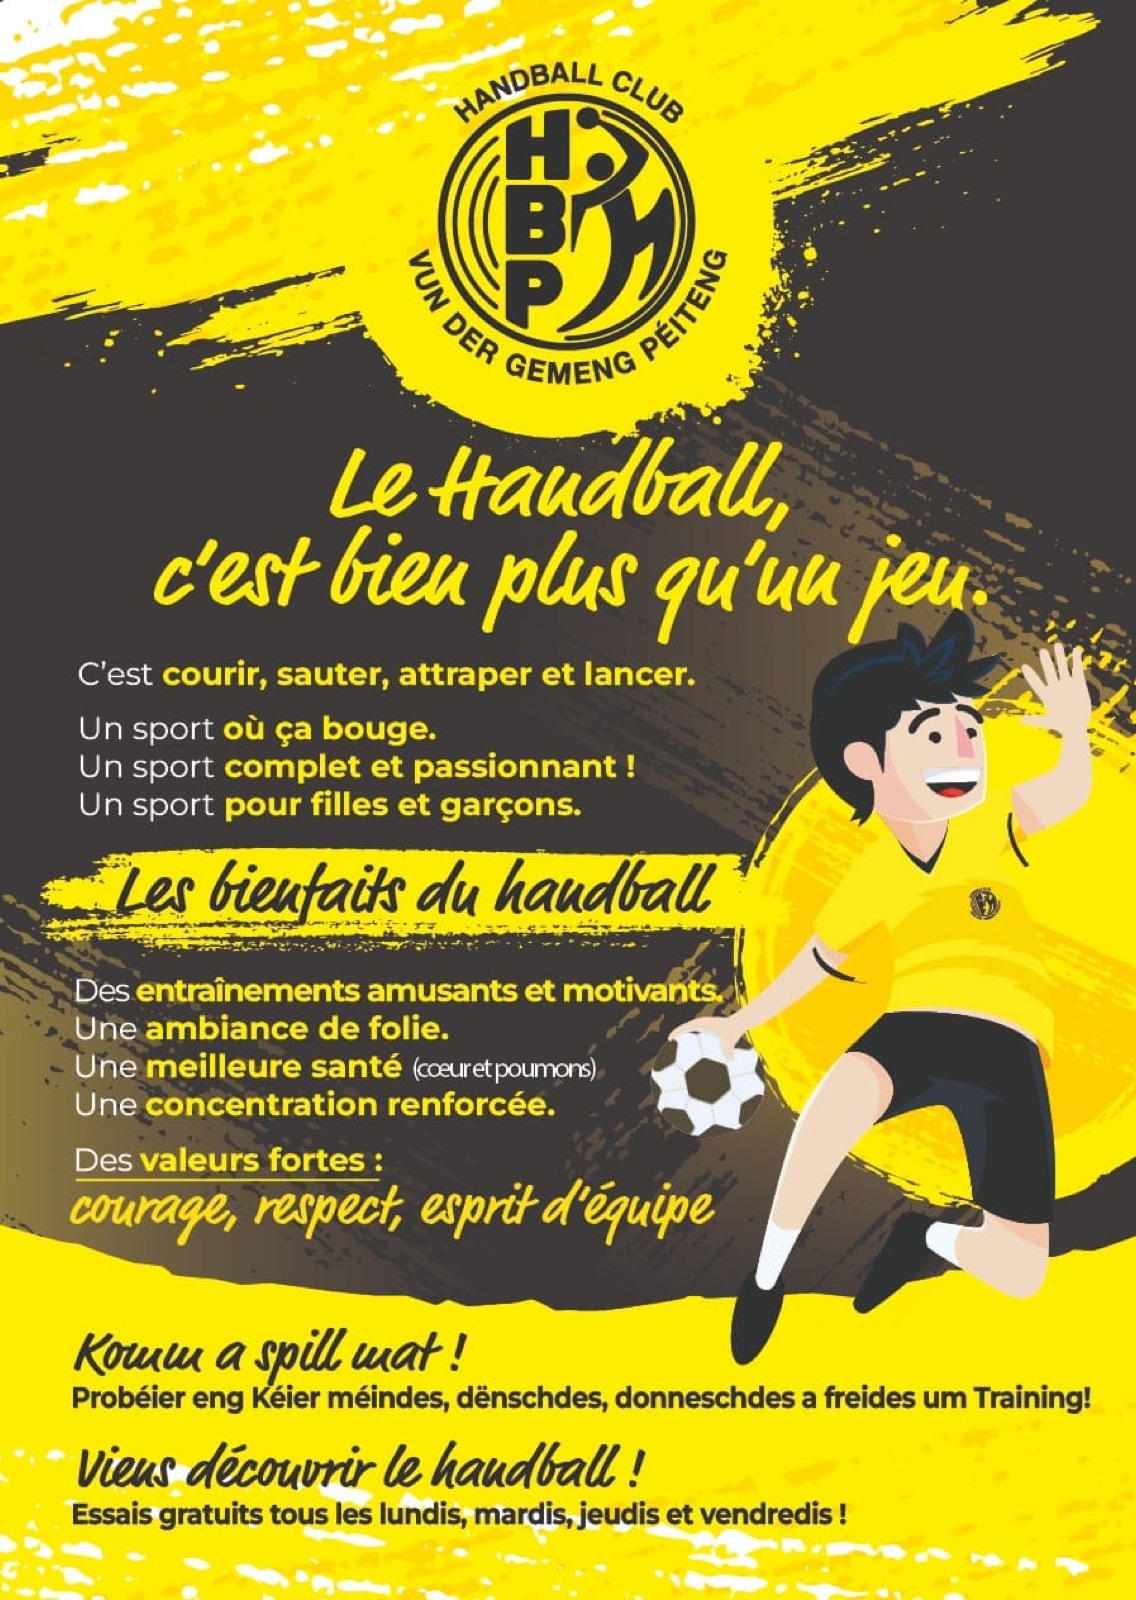 HANDBALL CLUB
HBP
VUN DER GEMENG PÉITENG
Le Handball,
c'est bien plus qu'un jeu.
C'est courir, sauter, attraper et lancer.
Un sport où ça bouge.
Un sport complet et passionnant !
Un sport pour filles et garçons.
Les bienfaits du handball
Des entraînements amusants et motivants.
Une ambiance de folie.
Une meilleure santé (cœur et poumons)
Une concentration renforcée.
Des valeurs fortes :
courage, respect, esprit d'équipe
Komm a spill mat !
Probéier eng Kéier méindes, dënschdes, donneschdes a freides um Training!
Viens découvrir le handball !
Essais gratuits tous les lundis, mardis, jeudis et vendredis !